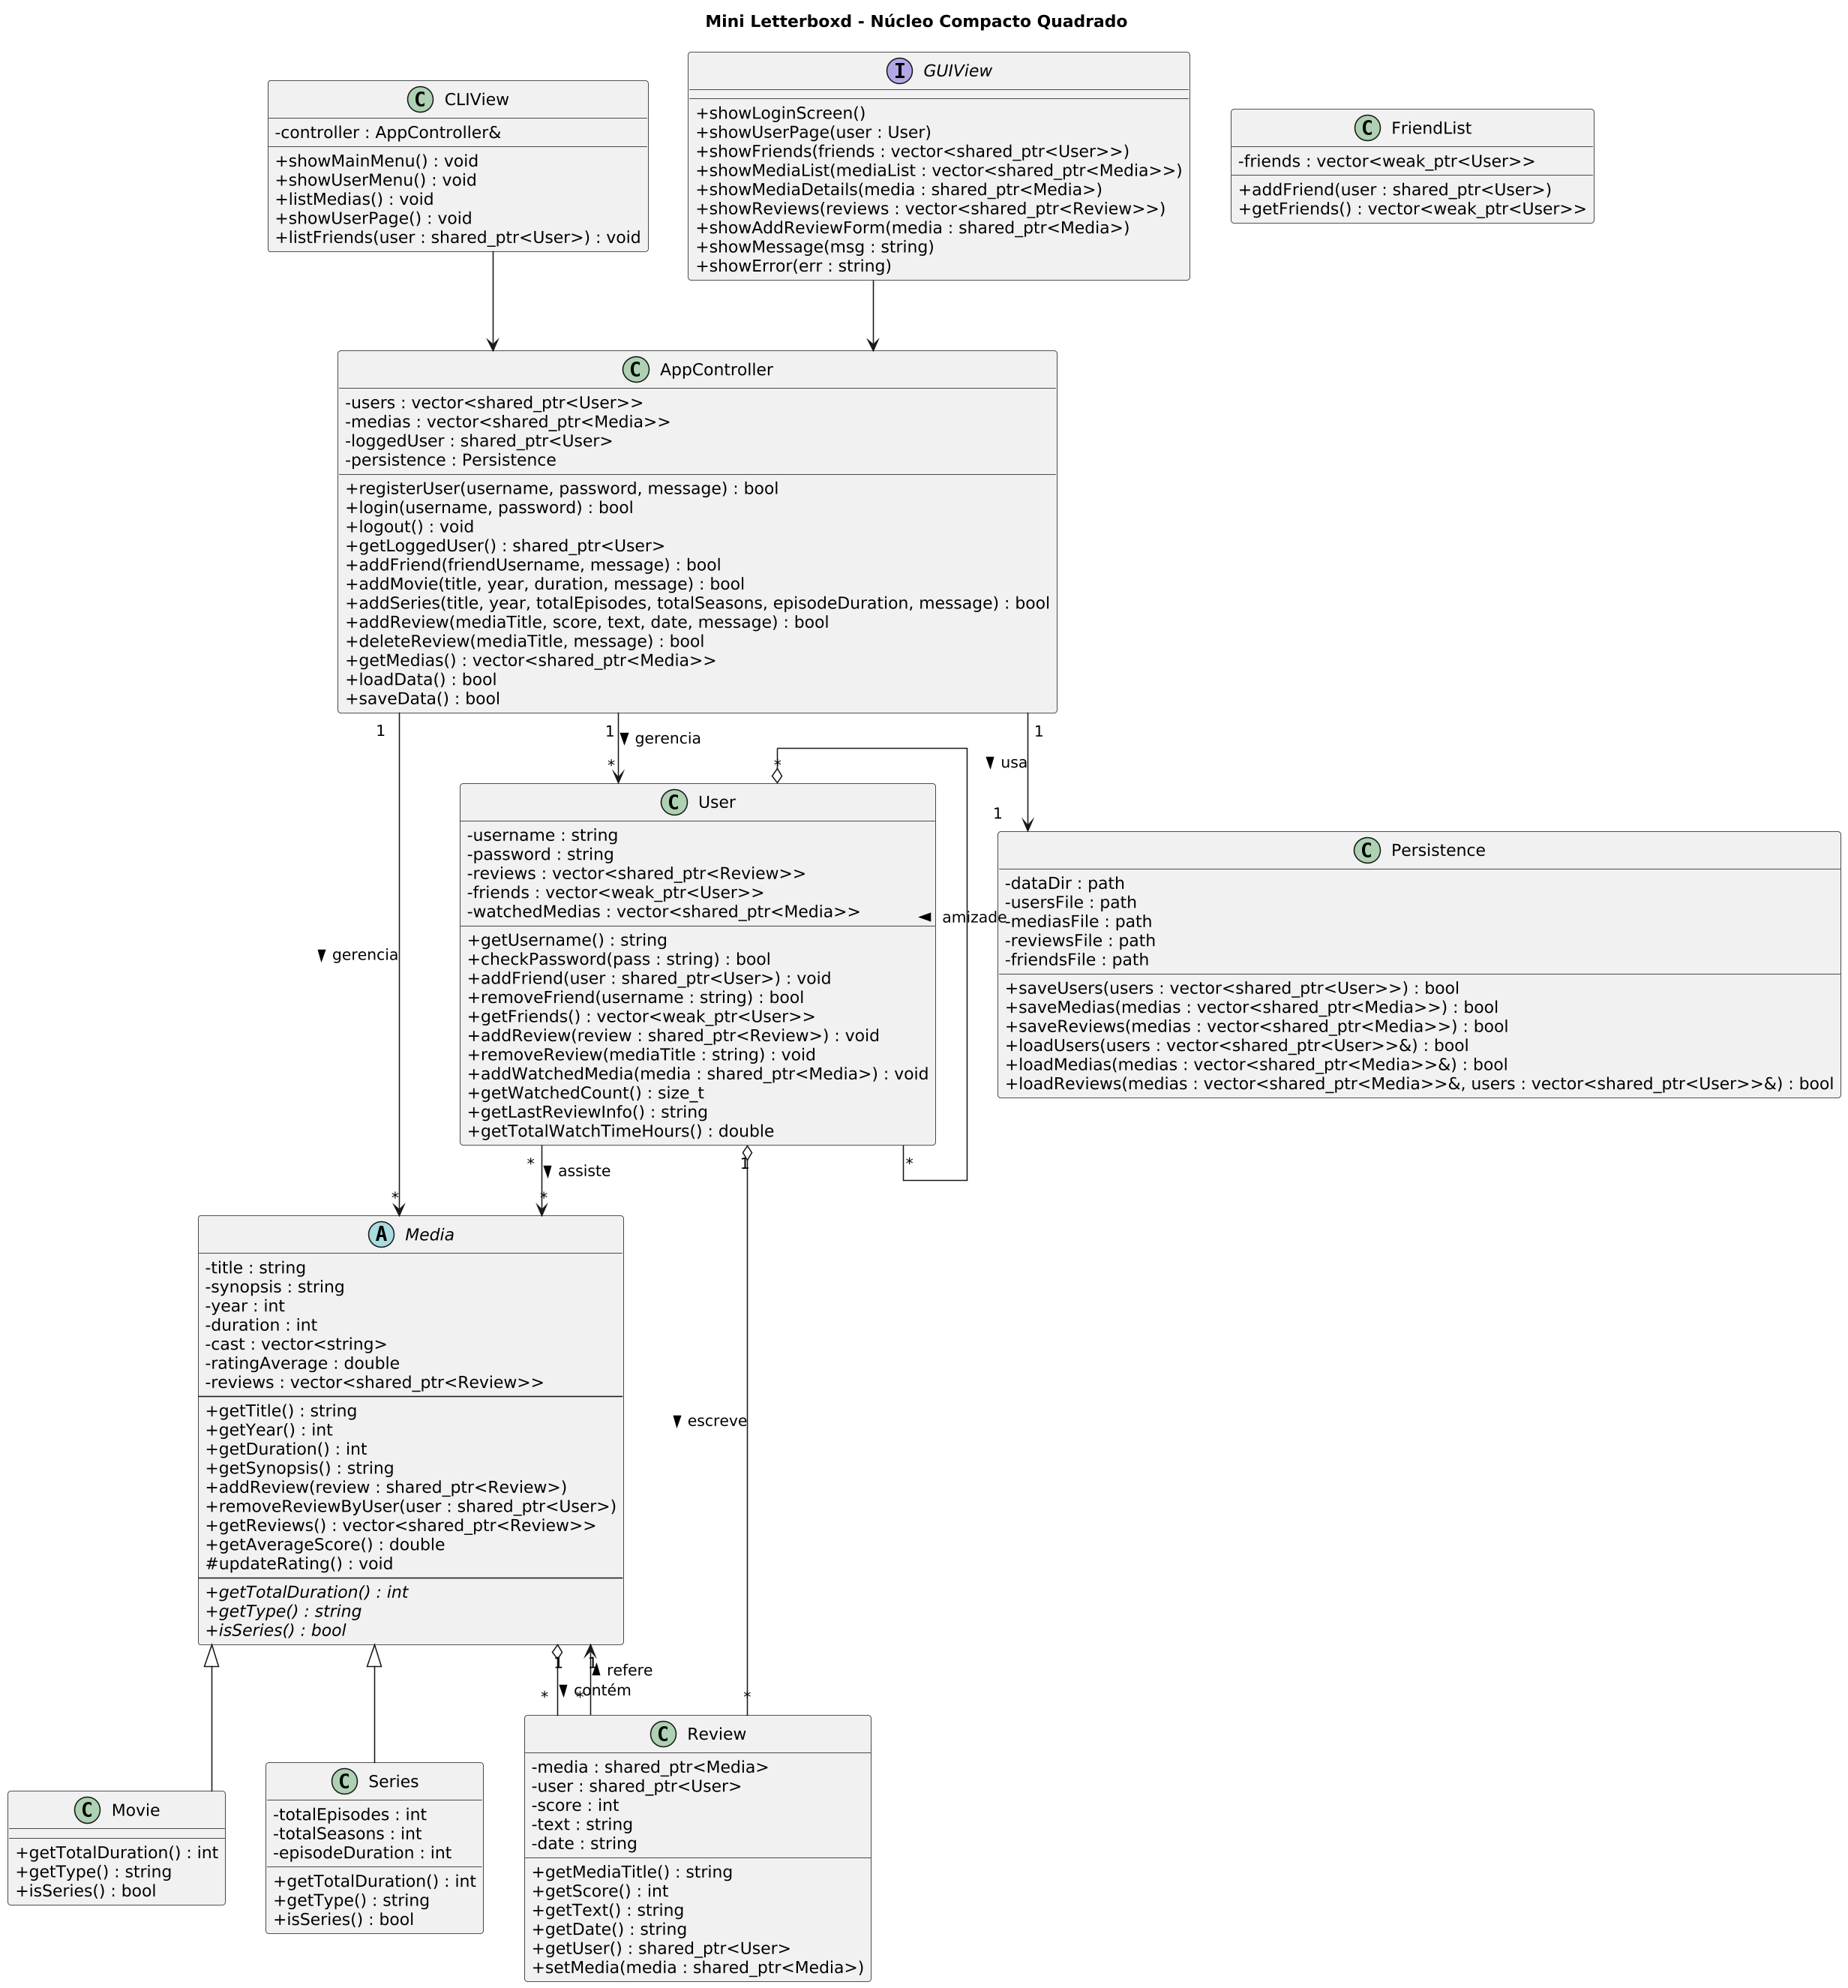 Mini Letterboxd - Núcleo Compacto Quadrado
C CLIView
-controller : AppController&
+showMainMenu() : void
+showUserMenu() : void
+listMedias() : void
+showUserPage() : void
+listFriends(user : shared_ptr<User>) : void
I GUIView
+showLoginScreen()
+showUserPage(user : User)
+showFriends(friends : vector<shared_ptr<User>>)
+showMediaList(mediaList : vector<shared_ptr<Media>>)
+showMediaDetails(media : shared_ptr<Media>)
+showReviews(reviews : vector<shared_ptr<Review>>)
+showAddReviewForm(media : shared_ptr<Media>)
+showMessage(msg : string)
+showError(err : string)
C FriendList
-friends : vector<weak_ptr<User>>
+addFriend(user : shared_ptr<User>)
+getFriends() : vector<weak_ptr<User>>
C AppController
-users : vector<shared_ptr<User>>
-medias : vector<shared_ptr<Media>>
-loggedUser : shared_ptr<User>
-persistence : Persistence
+registerUser(username, password, message) : bool
+login(username, password) : bool
+logout() : void
+getLoggedUser() : shared_ptr<User>
+addFriend(friendUsername, message) : bool
+addMovie(title, year, duration, message) : bool
+addSeries(title, year, totalEpisodes, totalSeasons, episodeDuration, message) : bool
+addReview(mediaTitle, score, text, date, message) : bool
+deleteReview(mediaTitle, message) : bool
+getMedias() : vector<shared_ptr<Media>>
+loadData() : bool
+saveData() : bool
1
gerencia
*
1
gerencia
*
1
usa
1
C User
-username : string
-password : string
-reviews : vector<shared_ptr<Review>>
-friends : vector<weak_ptr<User>>
-watchedMedias : vector<shared_ptr<Media>>
+getUsername() : string
+checkPassword(pass : string) : bool
+addFriend(user : shared_ptr<User>) : void
+removeFriend(username : string) : bool
+getFriends() : vector<weak_ptr<User>>
+addReview(review : shared_ptr<Review>) : void
+removeReview(mediaTitle : string) : void
+addWatchedMedia(media : shared_ptr<Media>) : void
+getWatchedCount() : size_t
+getLastReviewInfo() : string
+getTotalWatchTimeHours() : double
*
amizade
*
C Persistence
-dataDir : path
-usersFile : path
-mediasFile : path
-reviewsFile : path
-friendsFile : path
+saveUsers(users : vector<shared_ptr<User>>) : bool
+saveMedias(medias : vector<shared_ptr<Media>>) : bool
+saveReviews(medias : vector<shared_ptr<Media>>) : bool
+loadUsers(users : vector<shared_ptr<User>>&) : bool
+loadMedias(medias : vector<shared_ptr<Media>>&) : bool
+loadReviews(medias : vector<shared_ptr<Media>>&, users : vector<shared_ptr<User>>&) : bool
*
assiste
*
1
escreve
*
A Media
-title : string
-synopsis : string
-year : int
-duration : int
-cast : vector<string>
-ratingAverage : double
-reviews : vector<shared_ptr<Review>>
+getTitle() : string
+getYear() : int
+getDuration() : int
+getSynopsis() : string
+addReview(review : shared_ptr<Review>)
+removeReviewByUser(user : shared_ptr<User>)
+getReviews() : vector<shared_ptr<Review>>
+getAverageScore() : double
#updateRating() : void
+getTotalDuration() : int
+getType() : string
+isSeries() : bool
1
contém
*
1
refere
*
C Movie
+getTotalDuration() : int
+getType() : string
+isSeries() : bool
C Series
-totalEpisodes : int
-totalSeasons : int
-episodeDuration : int
+getTotalDuration() : int
+getType() : string
+isSeries() : bool
C Review
-media : shared_ptr<Media>
-user : shared_ptr<User>
-score : int
-text : string
-date : string
+getMediaTitle() : string
+getScore() : int
+getText() : string
+getDate() : string
+getUser() : shared_ptr<User>
+setMedia(media : shared_ptr<Media>)